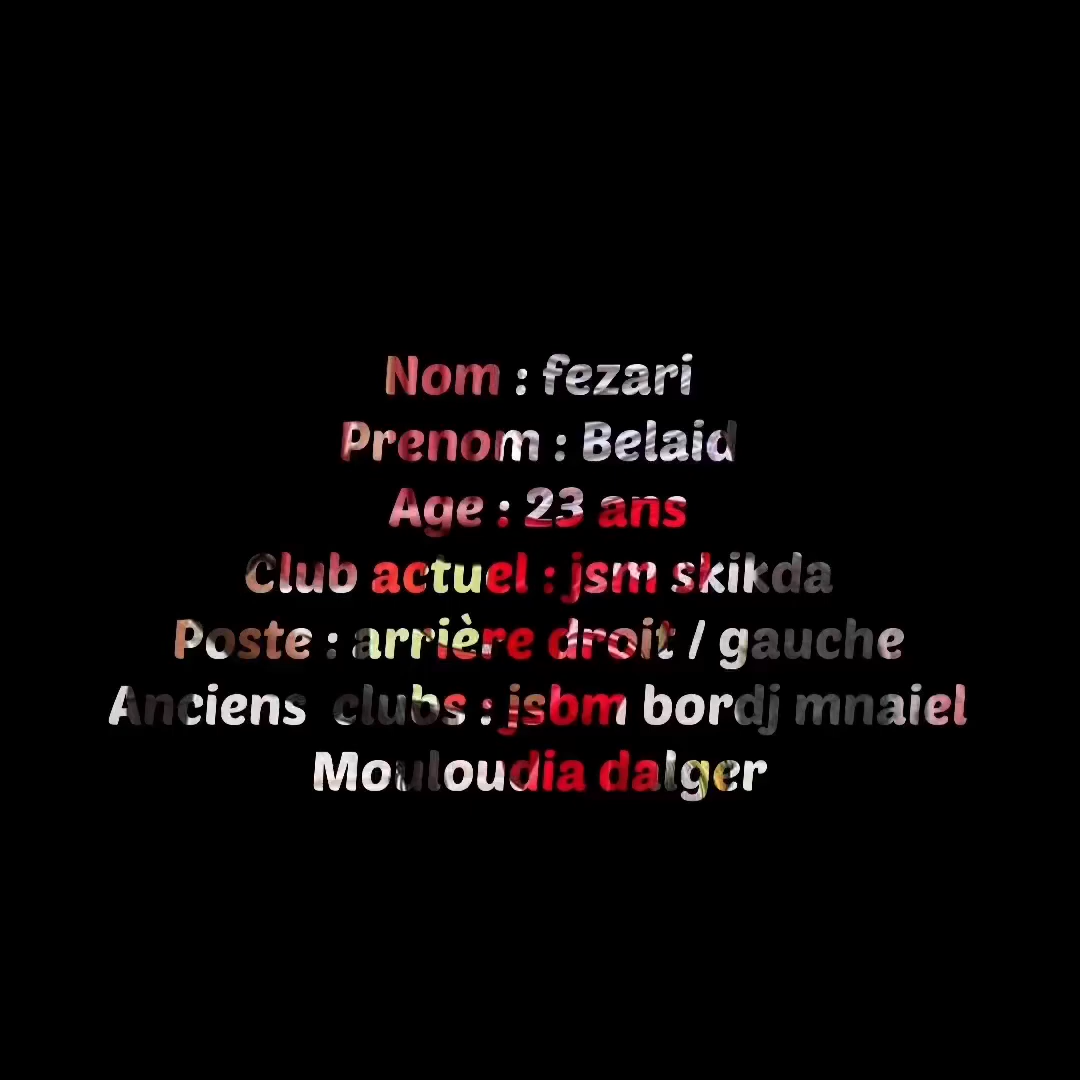 Nom : fezari
Prenom : Belaid
Age : 23 ans
Club actuel : jsm skikda
Poste : arrière droit / gauche
Anciens clubs : jsbm bordj mnaiel
Mouloudia dalger